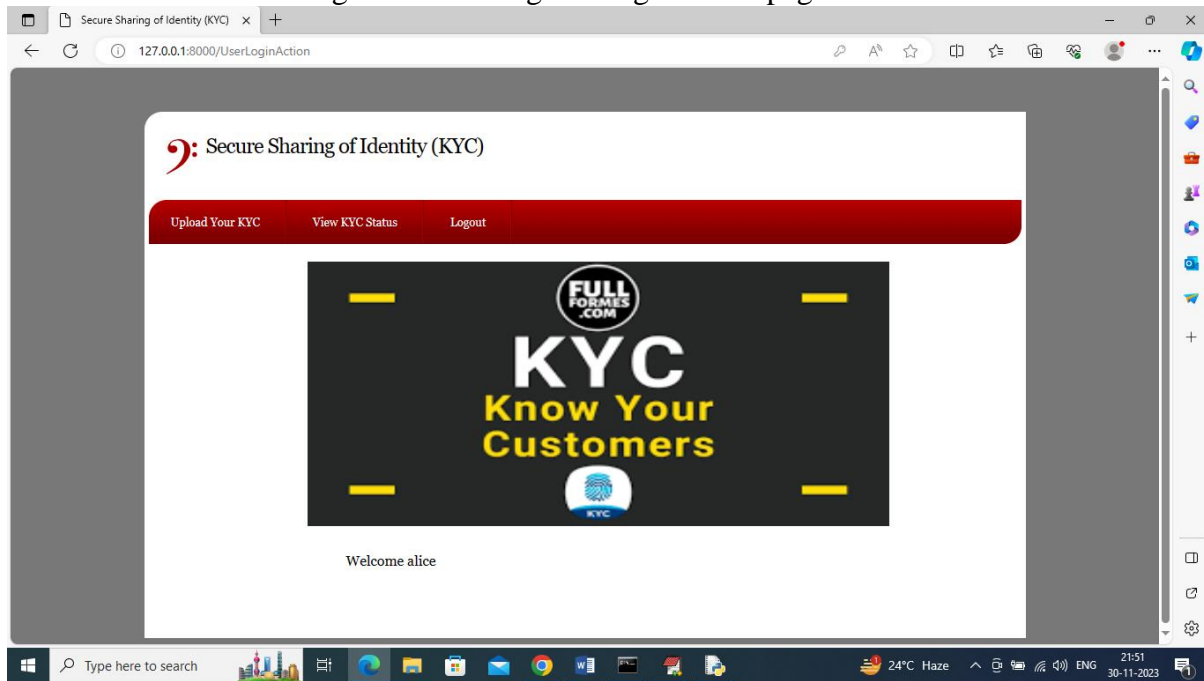 Secure Sharing of Identity (KYC)
127.0.0.1:8000/UserLoginAction
Secure Sharing of Identity (KYC)
Upload Your KYC View KYC Status Logout
FULL
FORMES
.COM
KYC
Know Your
Customers
KYC
Welcome alice
Type here to search
24°C Haze ENG 21:51
30-11-2023